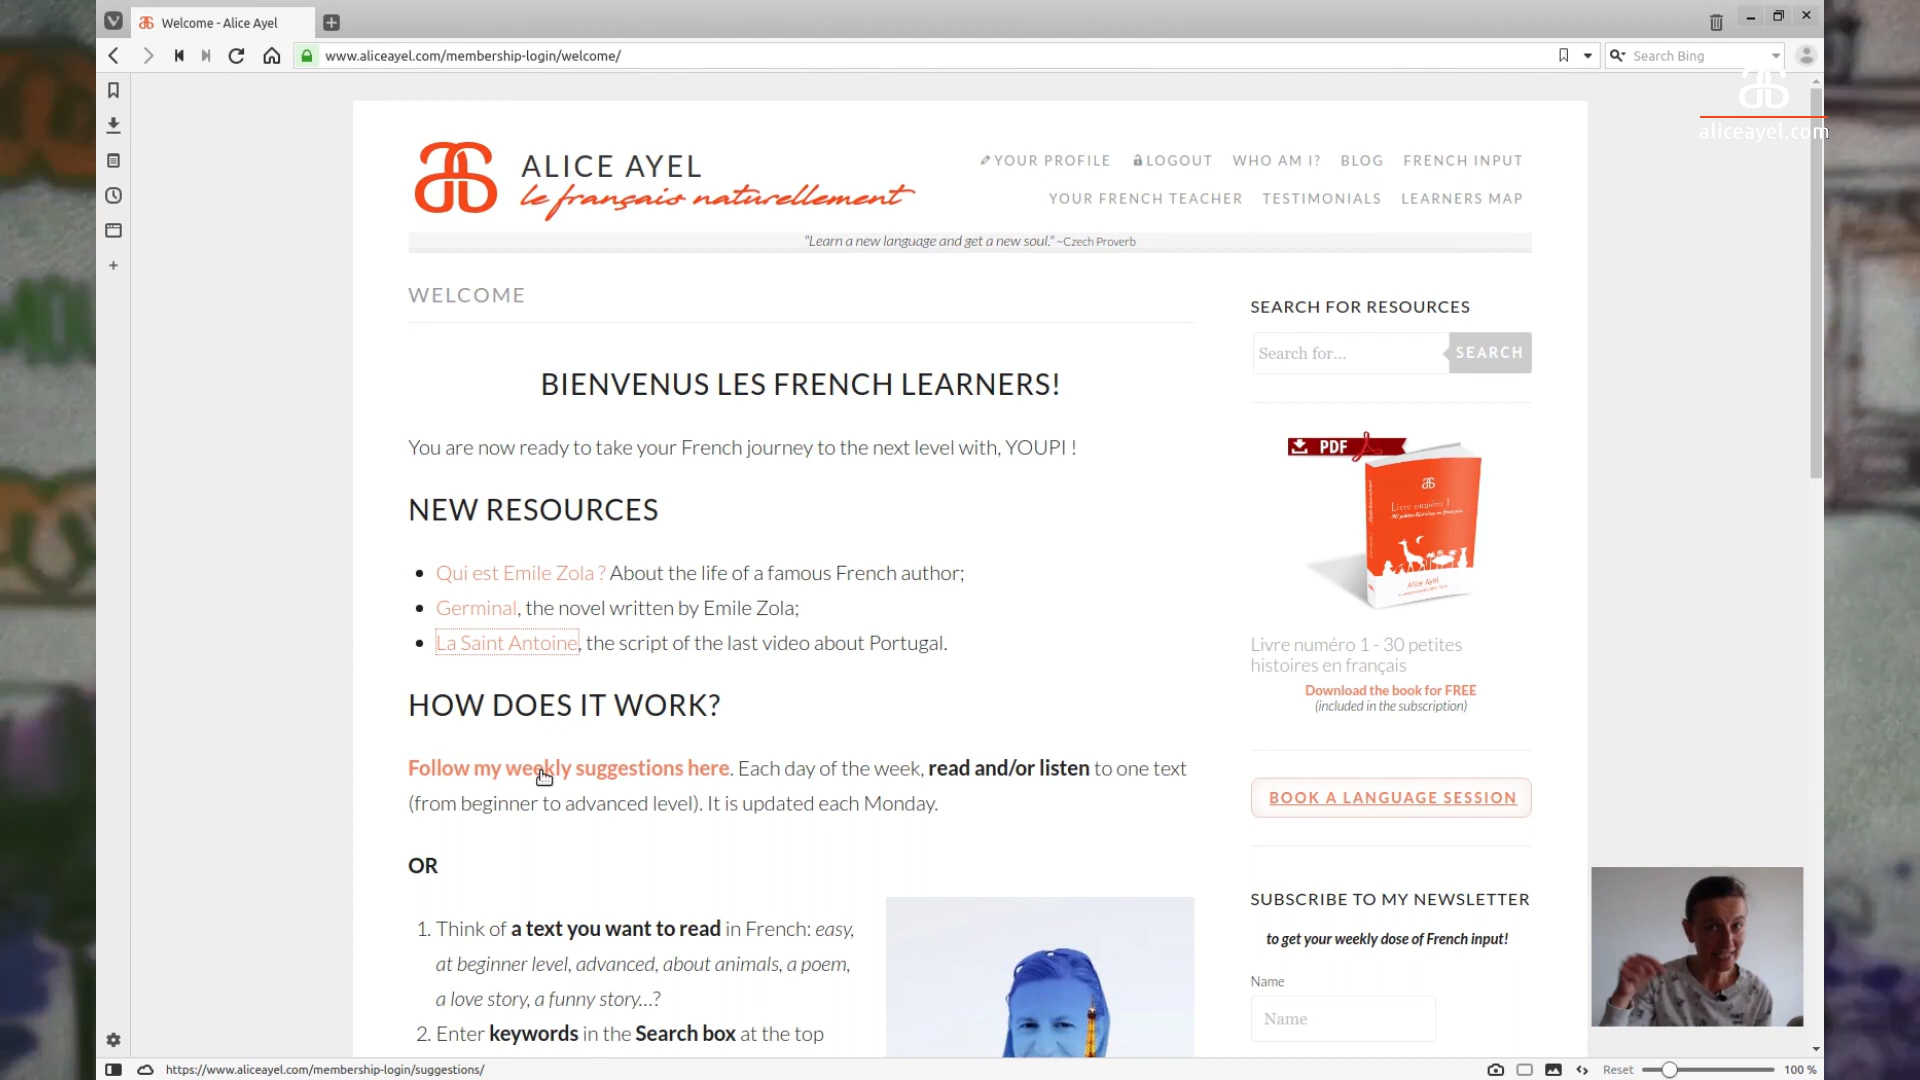 Welcome - Alice Ayel
www.aliceayel.com/membership-login/welcome/
Search Bing
aliceayel.com
ALICE AYEL
le français naturellement
YOUR PROFILE LOGOUT WHO AM I? BLOG FRENCH INPUT
YOUR FRENCH TEACHER TESTIMONIALS LEARNERS MAP
"Learn a new language and get a new soul." ~Czech Proverb
WELCOME
BIENVENUS LES FRENCH LEARNERS!
You are now ready to take your French journey to the next level with, YOUPI !
NEW RESOURCES
• Qui est Emile Zola ? About the life of a famous French author;
• Germinal, the novel written by Emile Zola;
• La Saint Antoine, the script of the last video about Portugal.
HOW DOES IT WORK?
Follow my weekly suggestions here. Each day of the week, read and/or listen to one text
(from beginner to advanced level). It is updated each Monday.
OR
1. Think of a text you want to read in French: easy,
at beginner level, advanced, about animals, a poem,
a love story, a funny story...?
2. Enter keywords in the Search box at the top
SEARCH FOR RESOURCES
Search for...
SEARCH
PDF
Livre numéro 1
30 petites histoires en français
Alice Ayel
Livre numéro 1 - 30 petites
histoires en français
Download the book for FREE
(included in the subscription)
BOOK A LANGUAGE SESSION
SUBSCRIBE TO MY NEWSLETTER
to get your weekly dose of French input!
Name
Name
https://www.aliceayel.com/membership-login/suggestions/
Reset
100 %